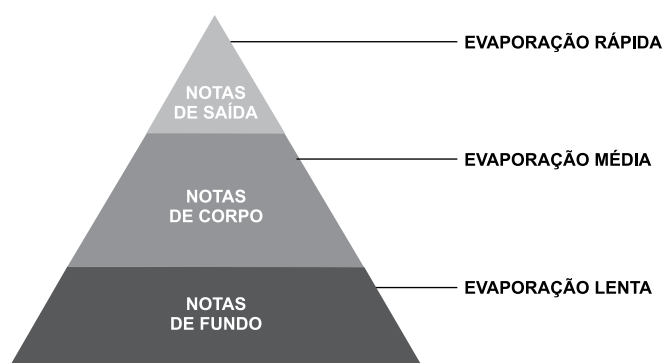 EVAPORAÇÃO RÁPIDA
NOTAS
DE SAÍDA
EVAPORAÇÃO MÉDIA
NOTAS
DE CORPO
EVAPORAÇÃO LENTA
NOTAS
DE FUNDO